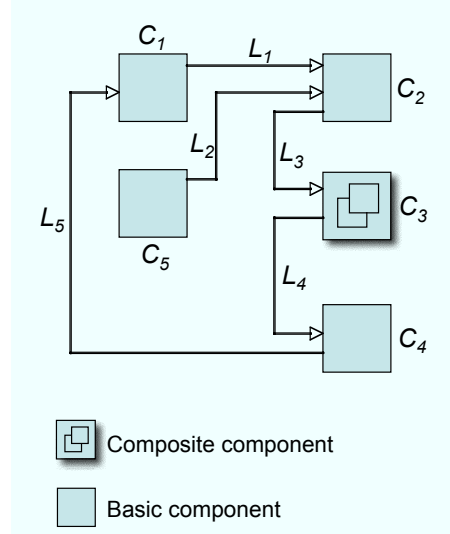 C1
L1
C2
L2
L3
C3
L5
C5
L4
C4
Composite component
Basic component